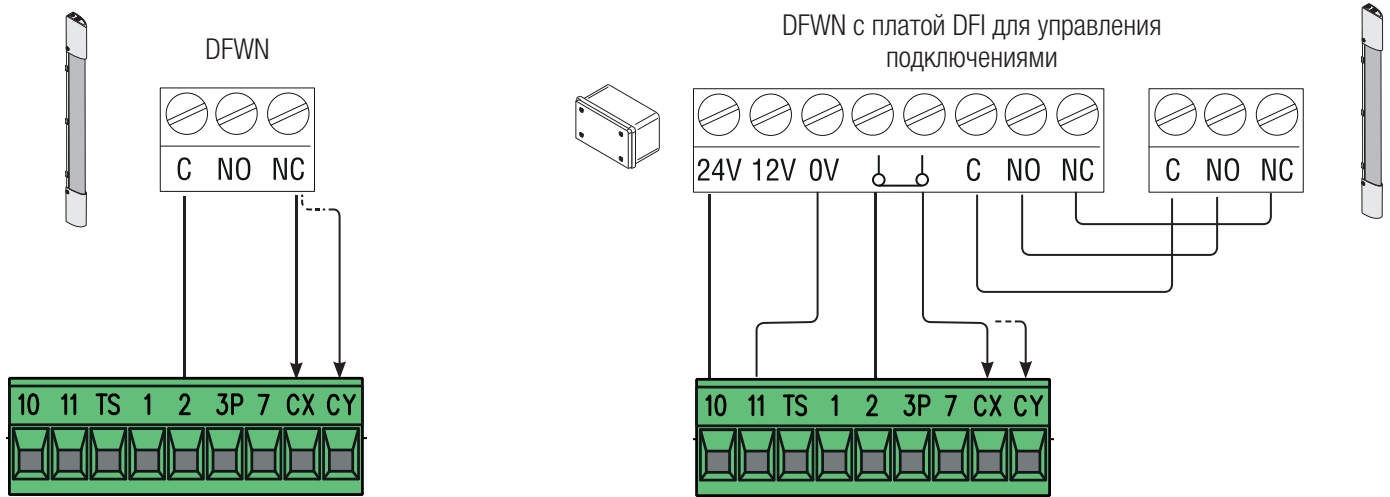 DFWN
C NO NC
10 11 TS 1 2 3P 7 CX CY
DFWN с платой DFI для управления
подключениями
24V 12V 0V C NO NC
C NO NC
10 11 TS 1 2 3P 7 CX CY